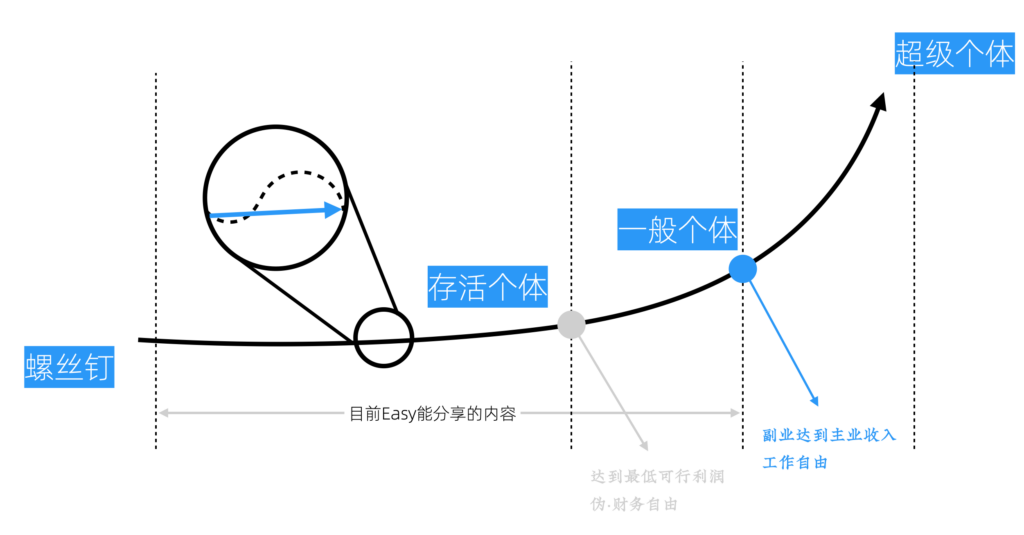 超级个体
一般个体
存活个体
螺丝钉
目前Easy能分享的内容
副业达到主业收入
工作自由
达到最低可行利润
伪·财务自由